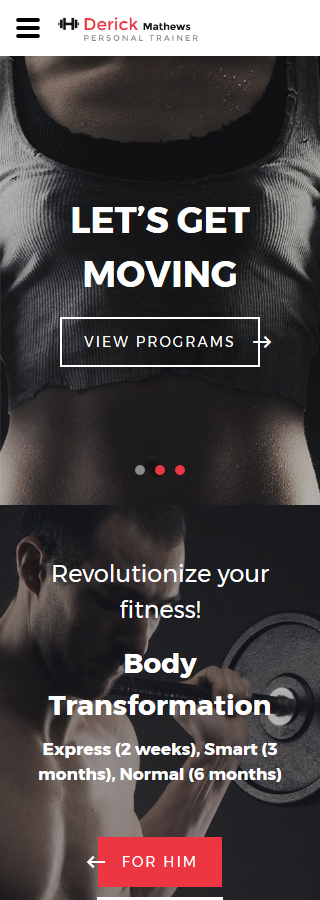 Derick Mathews
PERSONAL TRAINER
LET’S GET
MOVING
VIEW PROGRAMS
Revolutionize your
fitness!
Body
Transformation
Express (2 weeks), Smart (3
months), Normal (6 months)
FOR HIM